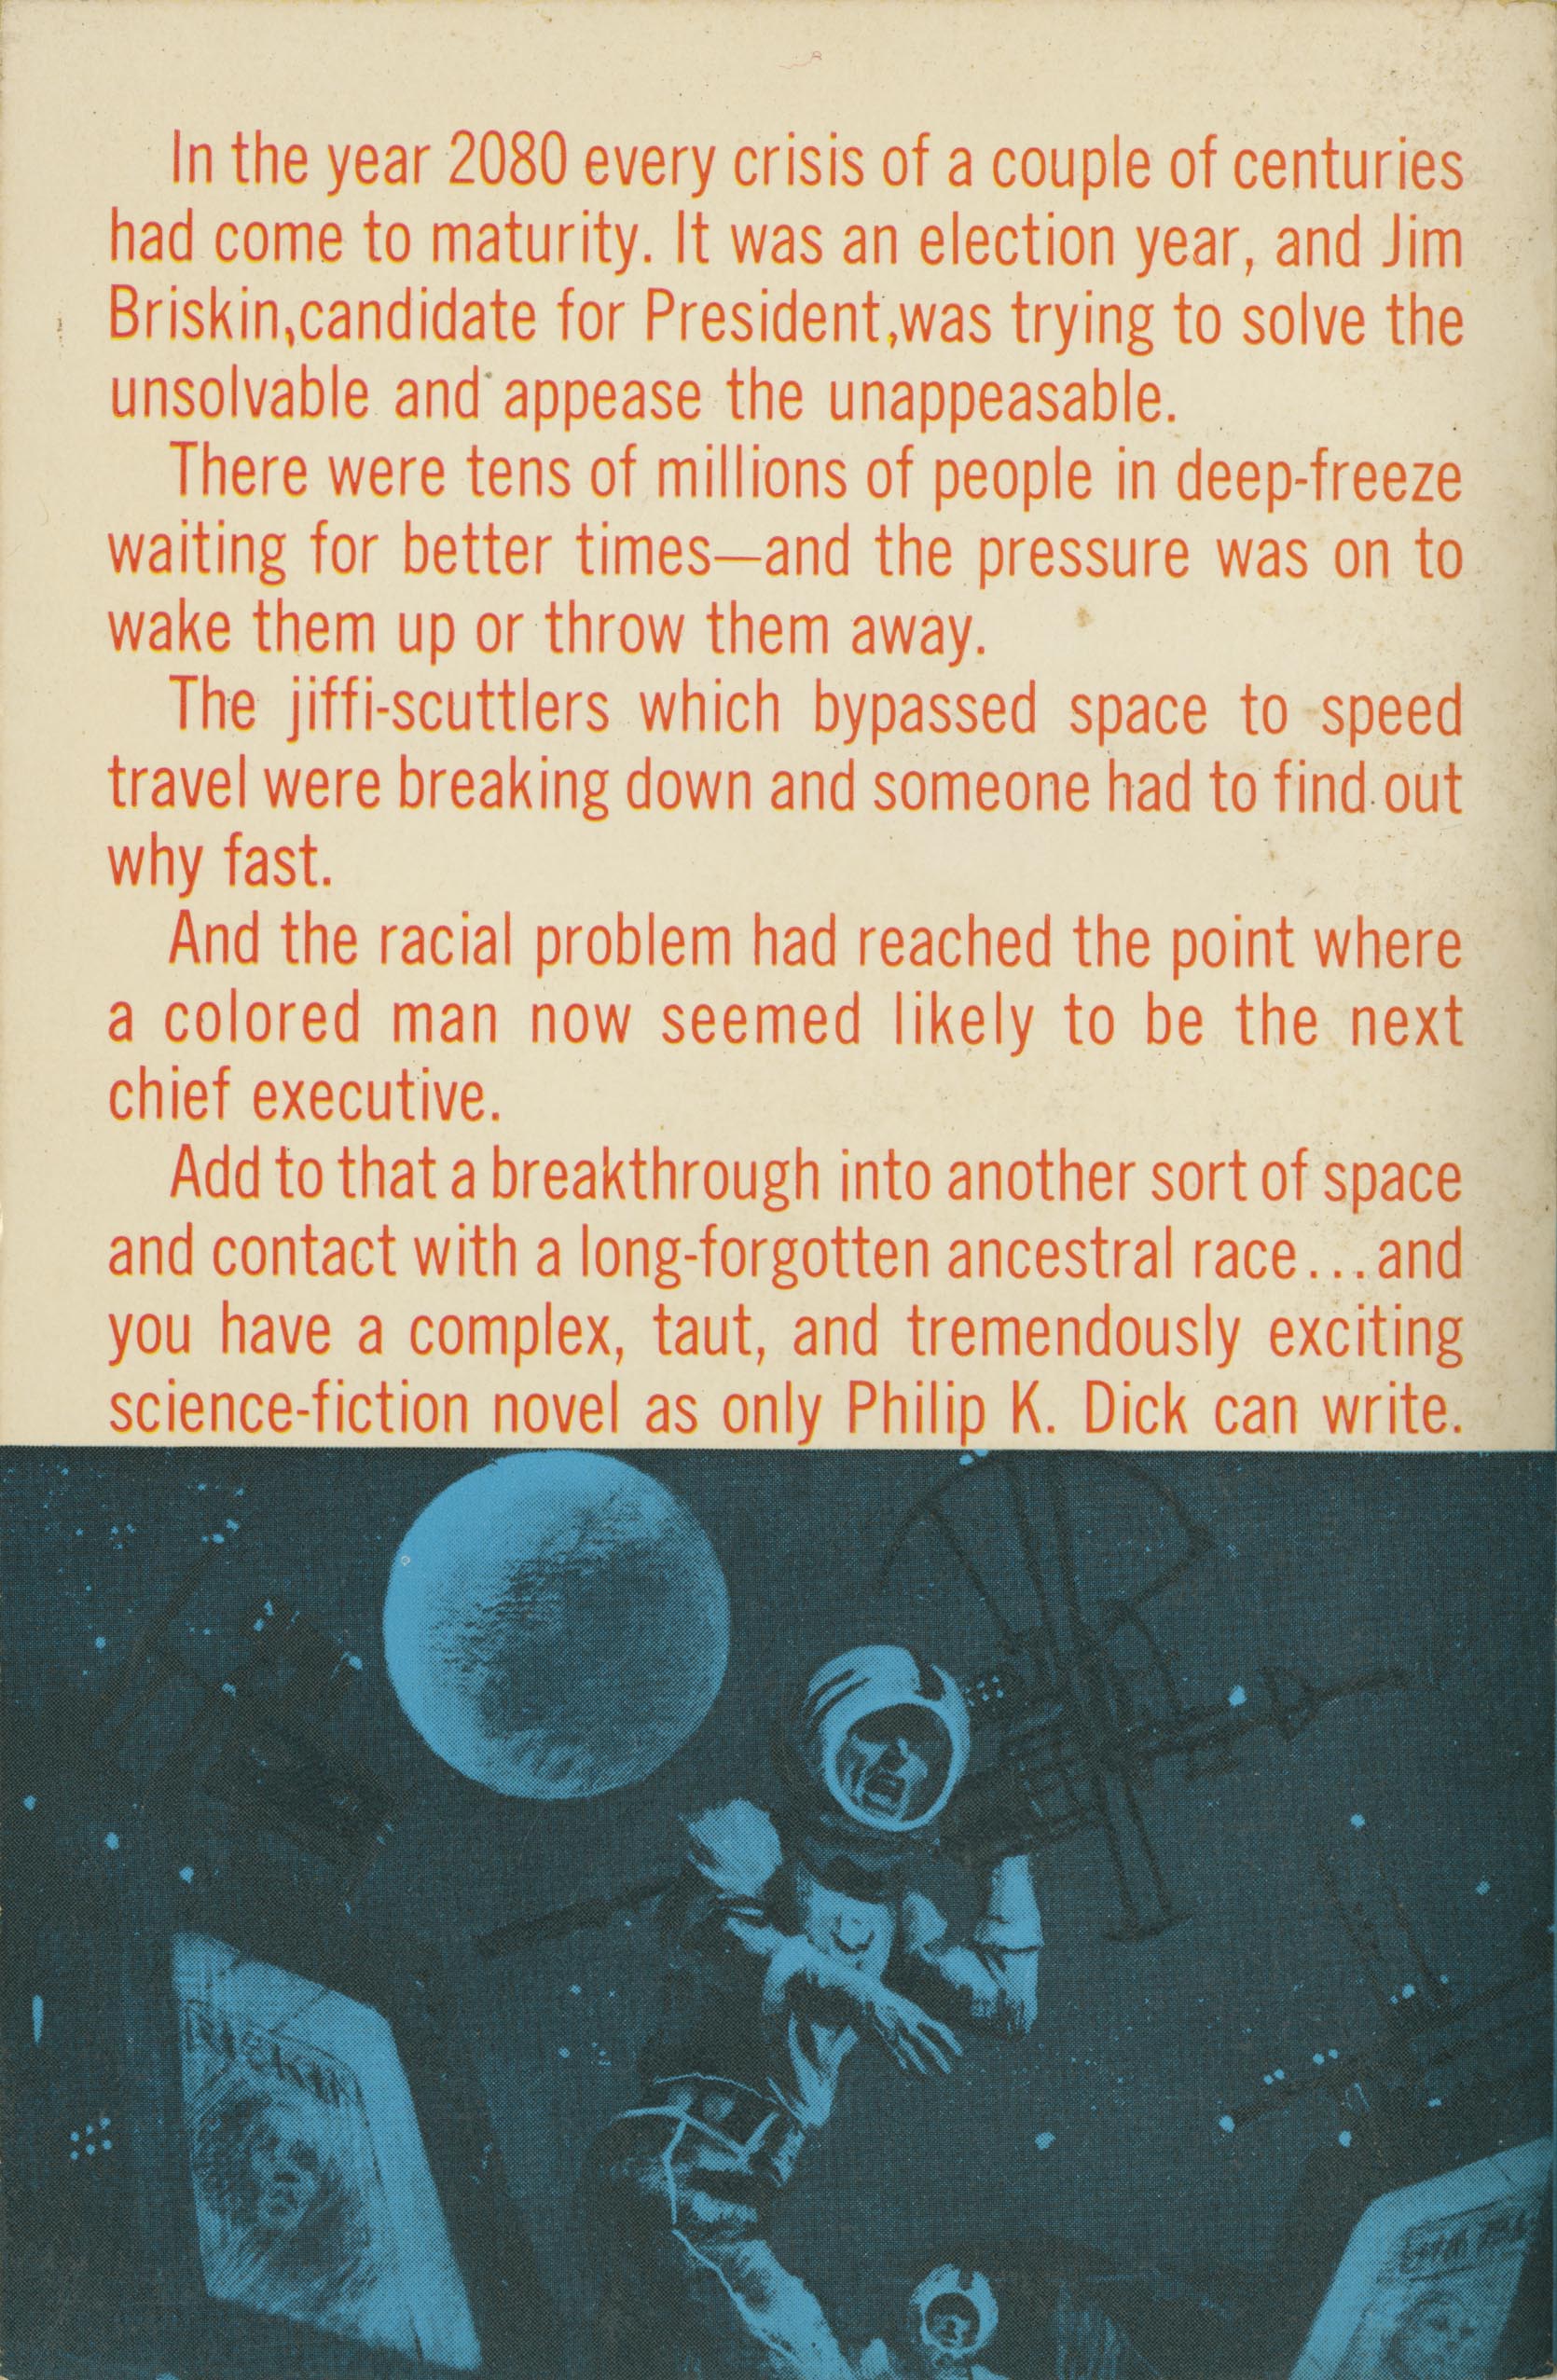 In the year 2080 every crisis of a couple of centuries
had come to maturity. It was an election year, and Jim
Briskin,candidate for President,was trying to solve the
unsolvable and appease the unappeasable.
There were tens of millions of people in deep-freeze
waiting for better times—and the pressure was on to
wake them up or throw them away.
The jiffi-scuttlers which bypassed space to speed
travel were breaking down and someone had to find out
why fast.
And the racial problem had reached the point where
a colored man now seemed likely to be the next
chief executive.
Add to that a breakthrough into another sort of space
and contact with a long-forgotten ancestral race...and
you have a complex, taut, and tremendously exciting
science-fiction novel as only Philip K. Dick can write.